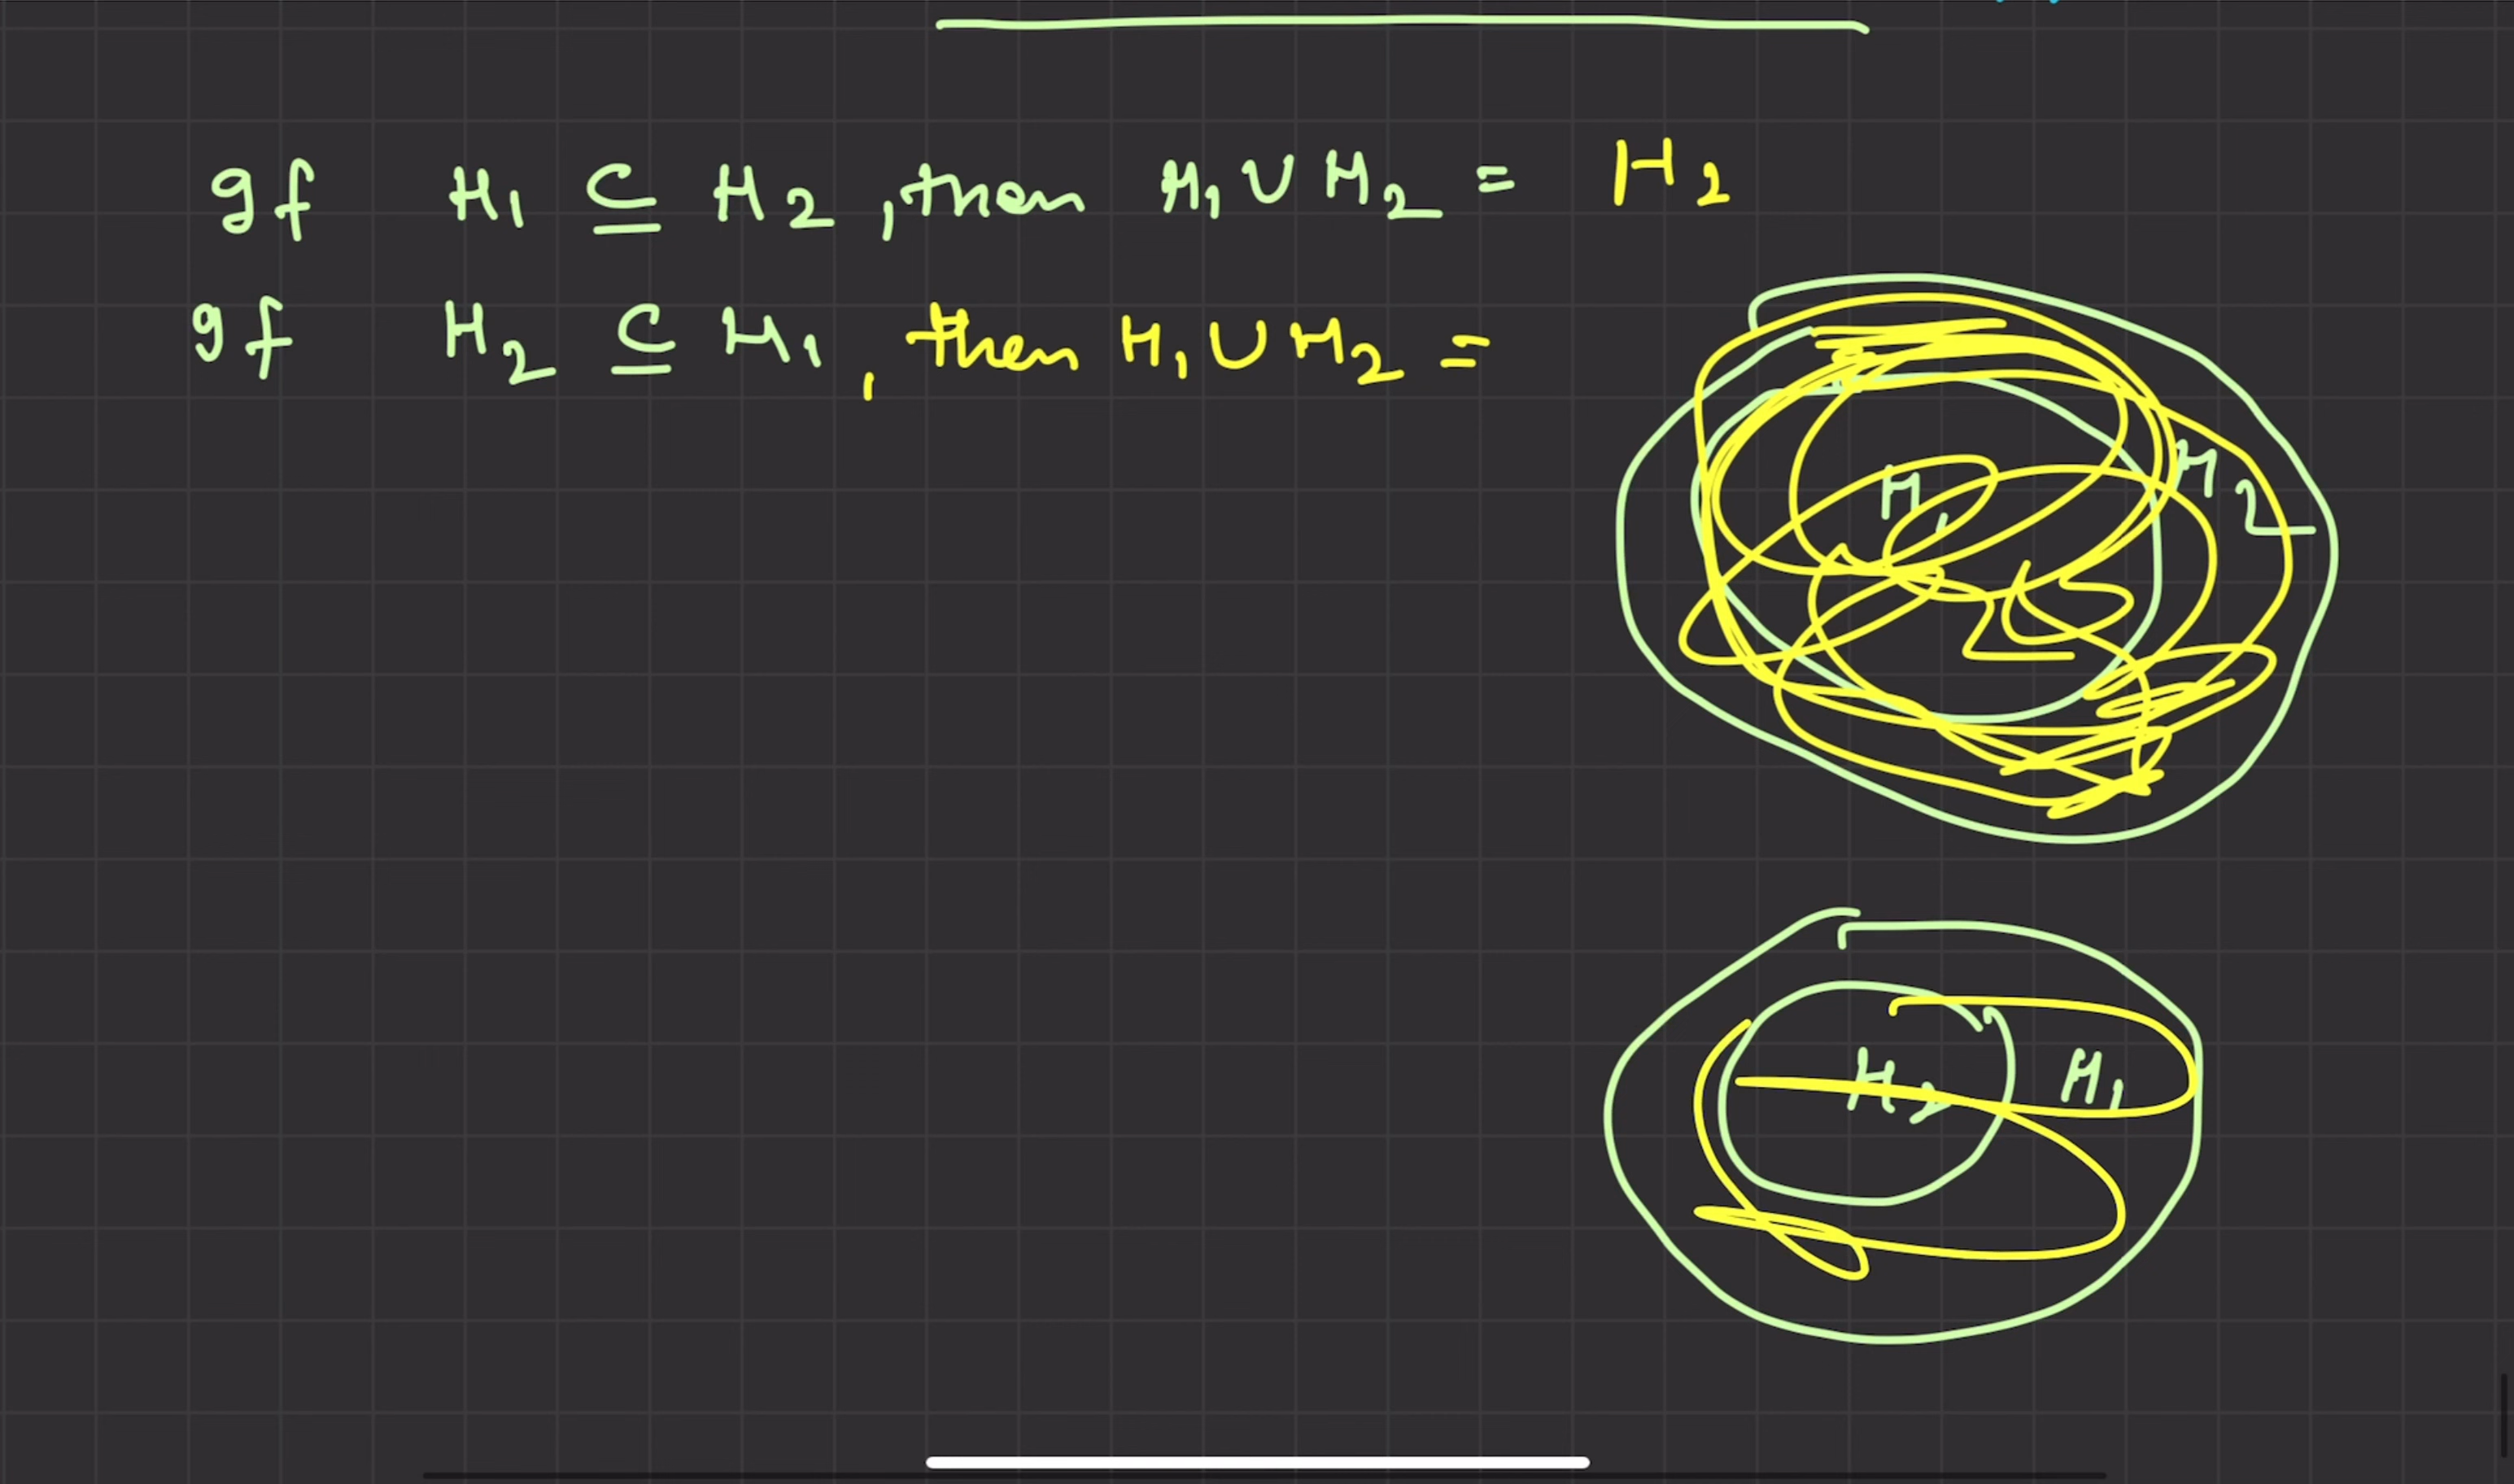 If H₁ ⊆ H₂, then H₁ ∪ H₂ = H₂
If H₂ ⊆ H₁, then H₁ ∪ H₂ =
H₁ H₂
H₂ H₁